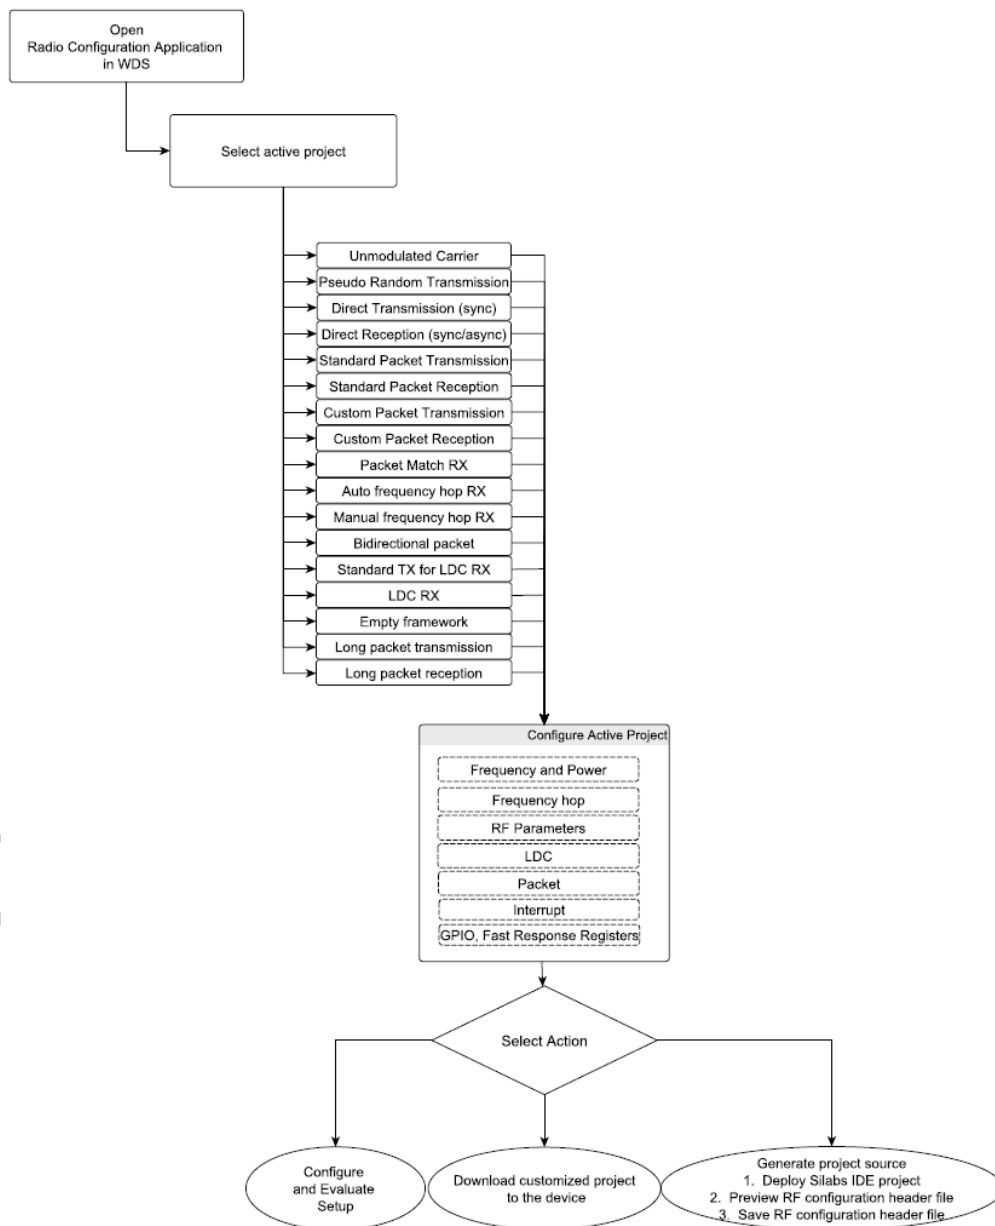 Open
Radio Configuration Application
in WDS
Select active project
Unmodulated Carrier
Pseudo Random Transmission
Direct Transmission (sync)
Direct Reception (sync/async)
Standard Packet Transmission
Standard Packet Reception
Custom Packet Transmission
Custom Packet Reception
Packet Match RX
Auto frequency hop RX
Manual frequency hop RX
Bidirectional packet
Standard TX for LDC RX
LDC RX
Empty framework
Long packet transmission
Long packet reception
Configure Active Project
Frequency and Power
Frequency hop
RF Parameters
LDC
Packet
Interrupt
GPIO, Fast Response Registers
Select Action
Configure
and Evaluate
Setup
Download customized project
to the device
Generate project source
1. Deploy Silabs IDE project
2. Preview RF configuration header file
3. Save RF configuration header file